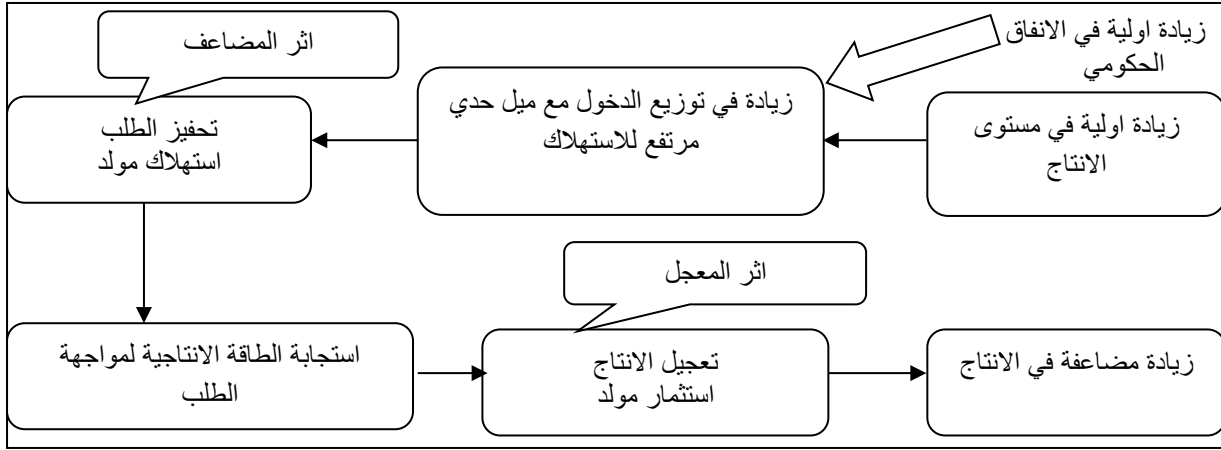 زيادة اولية في الانفاق
الحكومي
اثر المضاعف
زيادة اولية في مستوى
الانتاج
زيادة في توزيع الدخول مع ميل حدي
مرتفع للاستهلاك
تحفيز الطلب
استهلاك مولد
اثر المعجل
استجابة الطاقة الانتاجية لمواجهة
الطلب
تعجيل الانتاج
استثمار مولد
زيادة مضاعفة في الانتاج